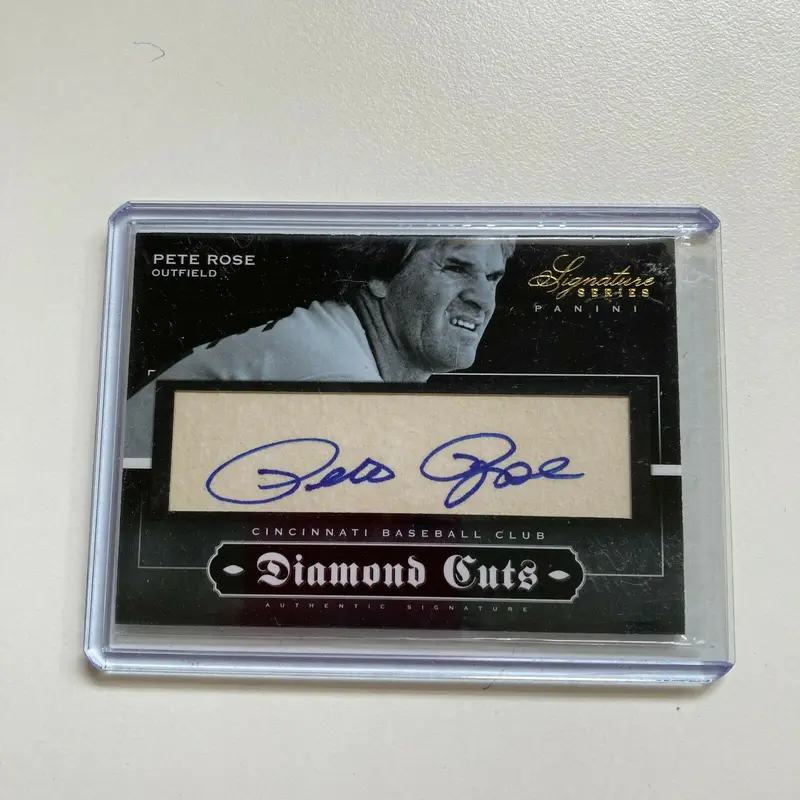 PETE ROSE
OUTFIELD
Signature
SERIES
PANINI
Pete Rose
CINCINNATI BASEBALL CLUB
Diamond Cuts
AUTHENTIC SIGNATURE